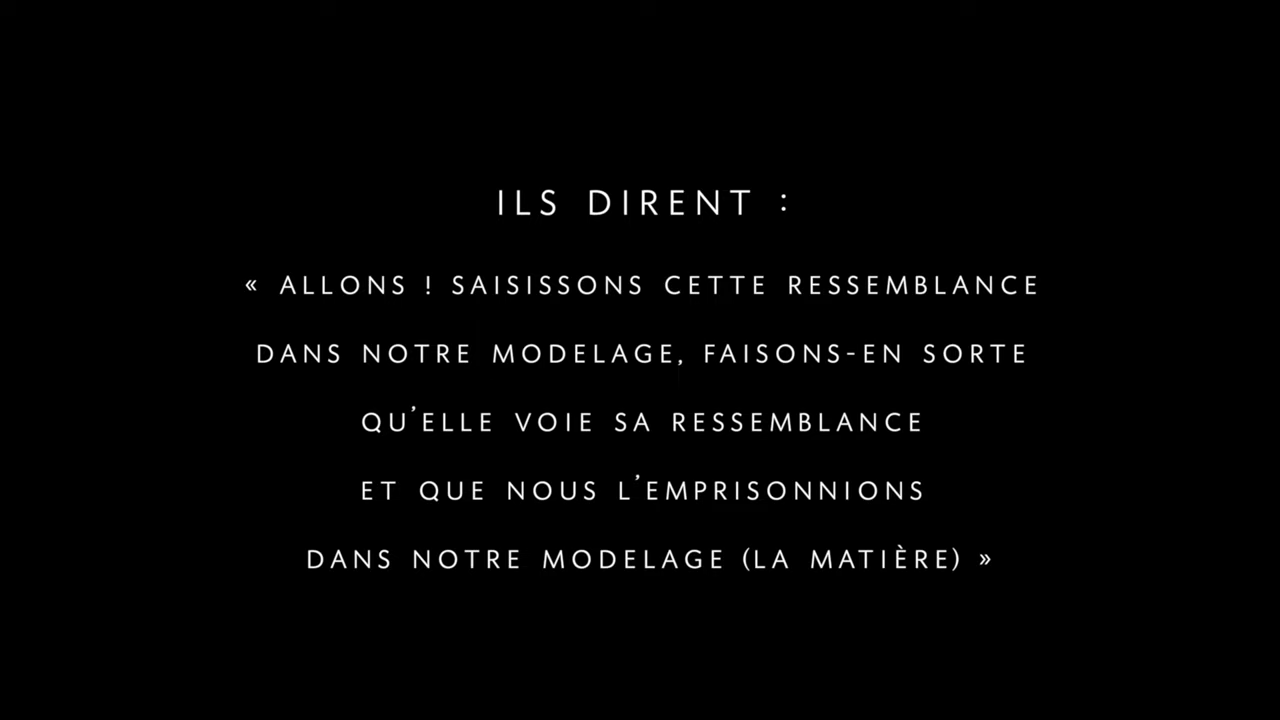 ILS DIRENT :
« ALLONS ! SAISISSONS CETTE RESSEMBLANCE
DANS NOTRE MODELAGE, FAISONS-EN SORTE
QU’ELLE VOIE SA RESSEMBLANCE
ET QUE NOUS L’EMPRISONNIONS
DANS NOTRE MODELAGE (LA MATIÈRE) »